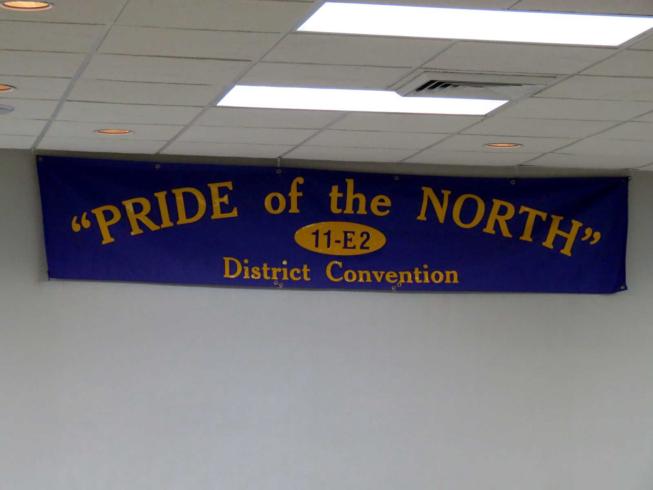 “PRIDE of the NORTH”
11-E2
District Convention